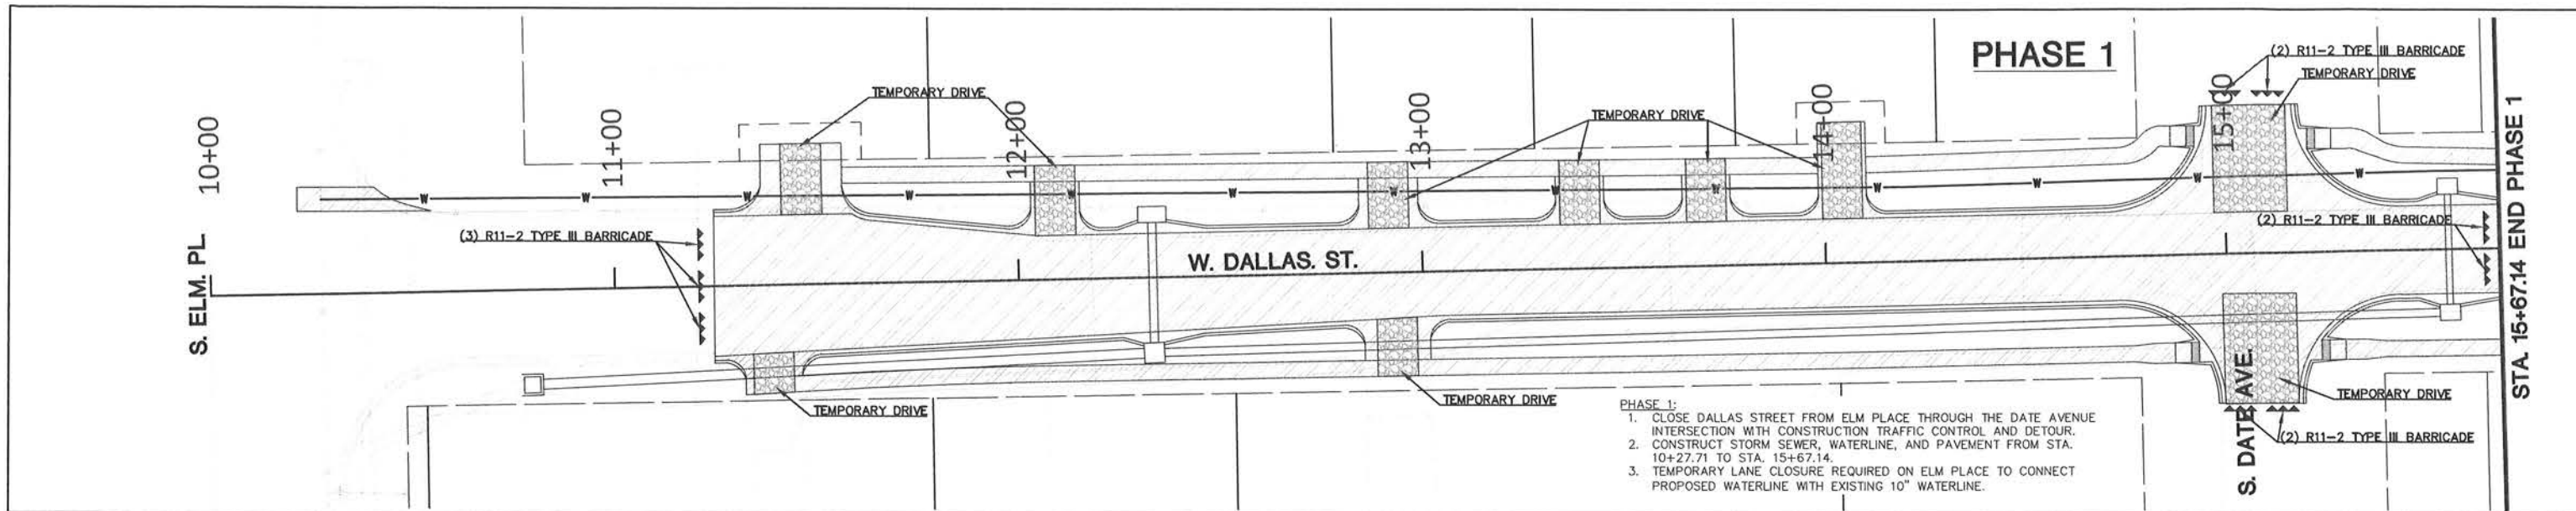 PHASE 1
(2) R11-2 TYPE III BARRICADE
TEMPORARY DRIVE
TEMPORARY DRIVE
TEMPORARY DRIVE
10+00
11+00
12+00
13+00
14+00
15+00
W
W
W
W
W
W
W
W
W
W
W
W
W
(3) R11-2 TYPE III BARRICADE
(2) R11-2 TYPE III BARRICADE
W. DALLAS. ST.
S. ELM. PL.
STA. 15+67.14 END PHASE 1
TEMPORARY DRIVE
TEMPORARY DRIVE
TEMPORARY DRIVE
S. DATE AVE.
(2) R11-2 TYPE III BARRICADE
PHASE 1:
1. CLOSE DALLAS STREET FROM ELM PLACE THROUGH THE DATE AVENUE
INTERSECTION WITH CONSTRUCTION TRAFFIC CONTROL AND DETOUR.
2. CONSTRUCT STORM SEWER, WATERLINE, AND PAVEMENT FROM STA.
10+27.71 TO STA. 15+67.14.
3. TEMPORARY LANE CLOSURE REQUIRED ON ELM PLACE TO CONNECT
PROPOSED WATERLINE WITH EXISTING 10" WATERLINE.